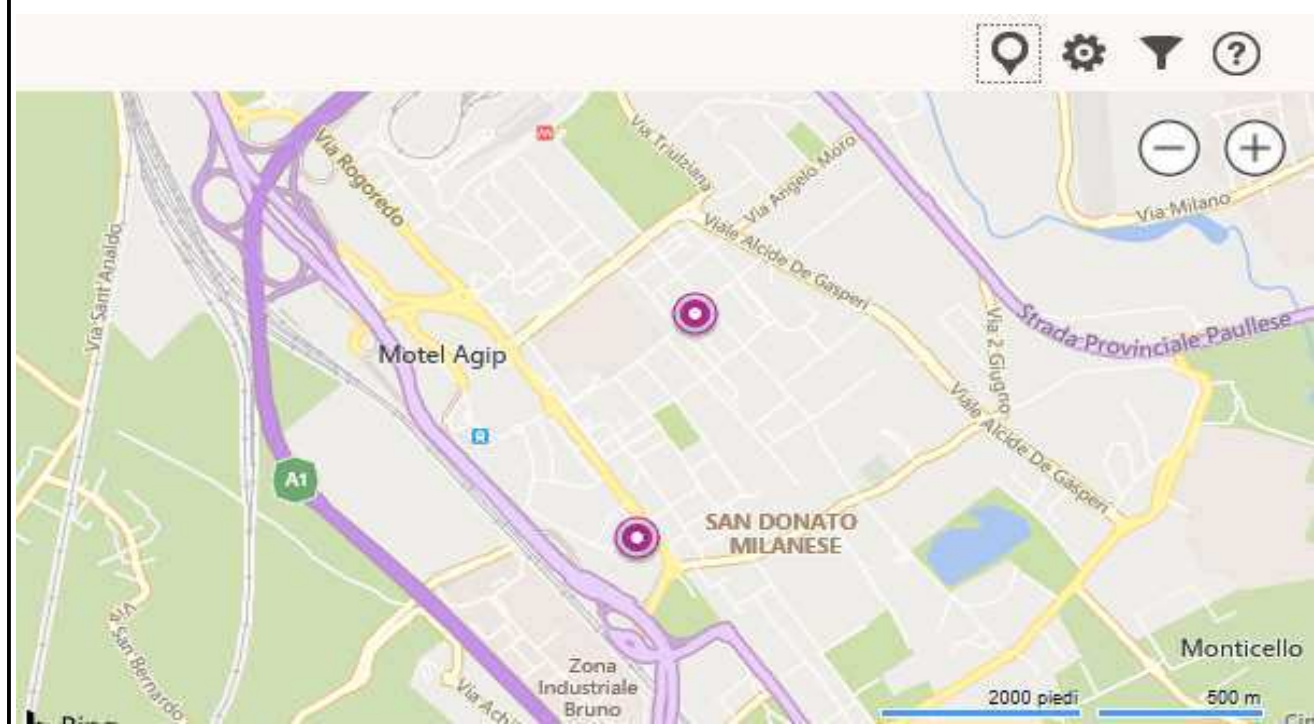 Via Rogoredo
Via Triulziana
Via Angelo Moro
Via Milano
Viale Alcide De Gasperi
Via Sant'Analdo
Strada Provinciale Paullese
Via 2 Giugno
Motel Agip
Viale Alcide De Gasperi
A1
SAN DONATO
MILANESE
Via
San Bernardo
Monticello
Zona
Industriale
Bruno
2000 piedi
500 m
Bing